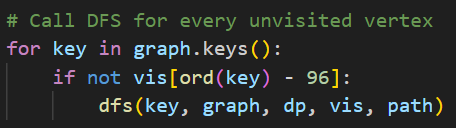 # Call DFS for every unvisited vertex
for key in graph.keys():
    if not vis[ord(key) - 96]:
        dfs(key, graph, dp, vis, path)